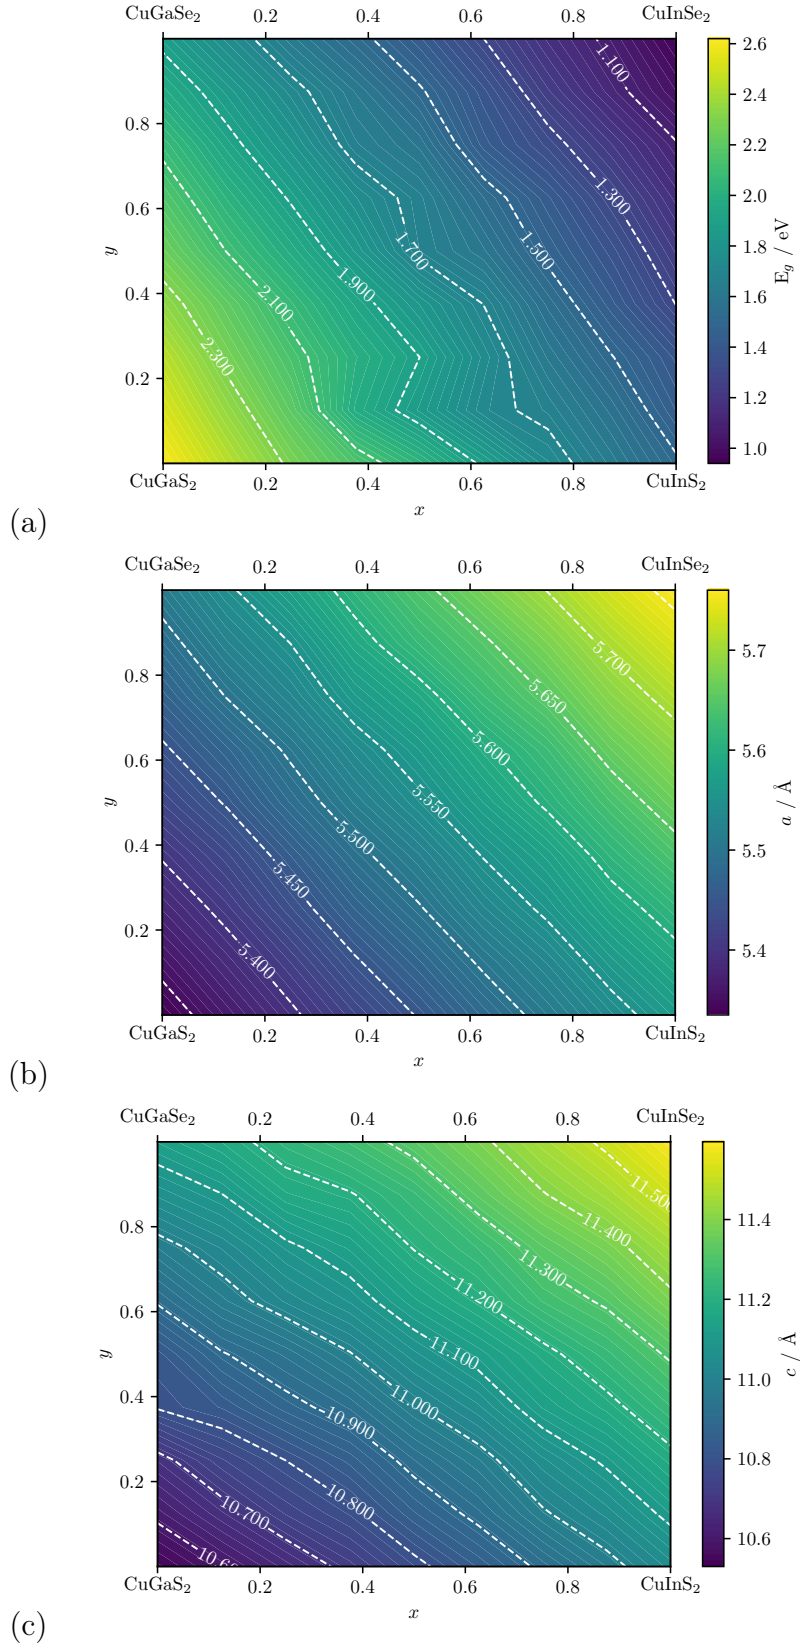 CuGaSe2 0.2 0.4 0.6 0.8 CuInSe2
0.8
0.6
0.4
0.2
y
1.100
1.300
1.500
1.700
1.900
2.100
2.300
2.6
2.4
2.2
2.0
1.8
1.6
1.4
1.2
1.0
Eg / eV
CuGaS2 0.2 0.4 0.6 0.8 CuInS2
x
(a)
CuGaSe2 0.2 0.4 0.6 0.8 CuInSe2
0.8
0.6
0.4
0.2
y
5.700
5.650
5.600
5.550
5.500
5.450
5.400
5.7
5.6
5.5
5.4
a / Å
CuGaS2 0.2 0.4 0.6 0.8 CuInS2
x
(b)
CuGaSe2 0.2 0.4 0.6 0.8 CuInSe2
0.8
0.6
0.4
0.2
y
11.400
11.300
11.200
11.100
11.000
10.900
10.800
10.700
11.4
11.2
11.0
10.8
10.6
c / Å
CuGaS2 0.2 0.4 0.6 0.8 CuInS2
x
(c)